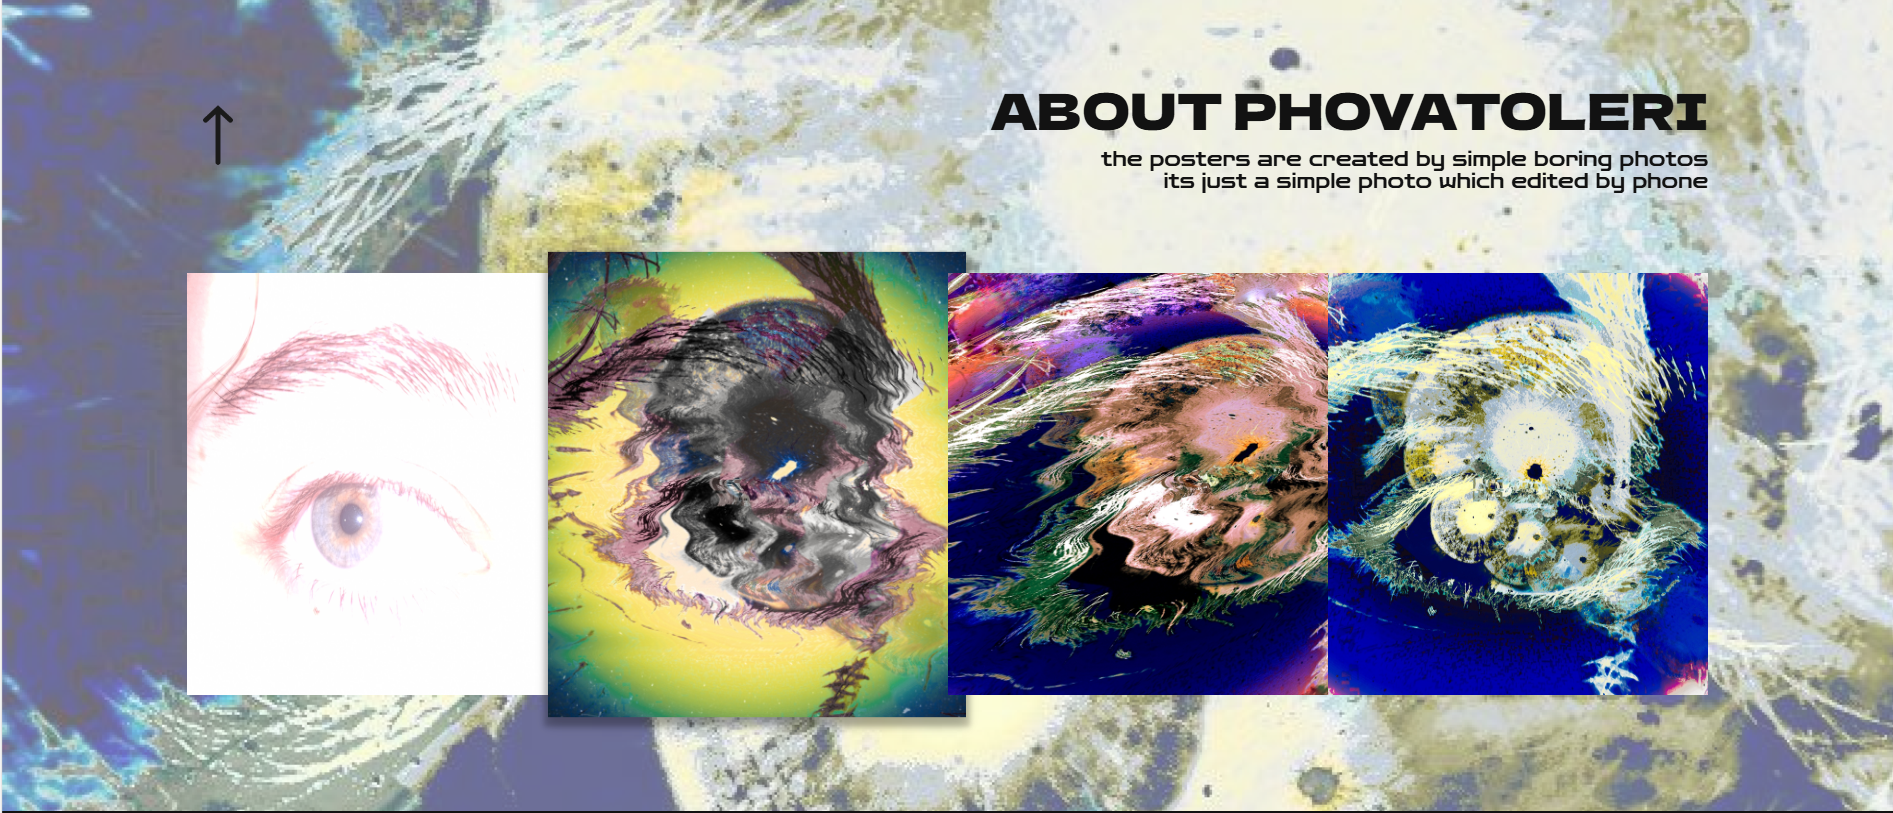 ABOUT PHOVATOLERI
the posters are created by simple boring photos
its just a simple photo which edited by phone